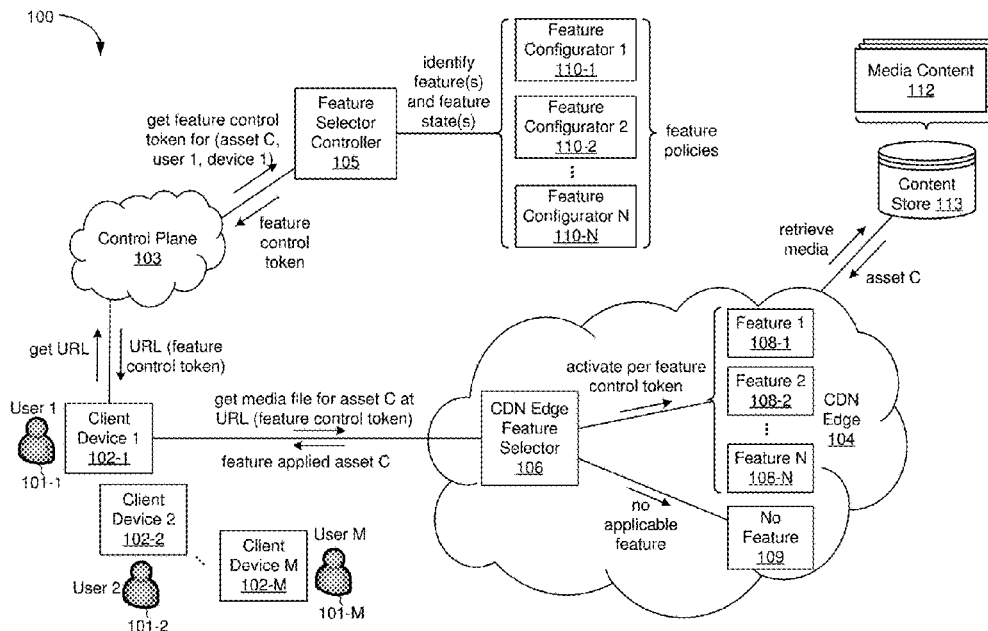 100
get feature control
token for (asset C,
user 1, device 1)
Feature
Selector
Controller
105
identify
feature(s)
and feature
state(s)
Feature
Configurator 1
110-1
Feature
Configurator 2
110-2
⋮
Feature
Configurator N
110-N
feature
policies
Media Content
112
Content
Store 113
retrieve
media
asset C
Control Plane
103
feature
control
token
get URL
URL (feature
control token)
User 1
101-1
Client
Device 1
102-1
get media file for asset C at
URL (feature control token)
feature applied asset C
CDN Edge
Feature
Selector
106
activate per feature
control token
Feature 1
108-1
Feature 2
108-2
⋮
Feature N
108-N
CDN
Edge
104
no
applicable
feature
No
Feature
109
Client
Device 2
102-2
User 2
101-2
...
Client
Device M
102-M
User M
101-M